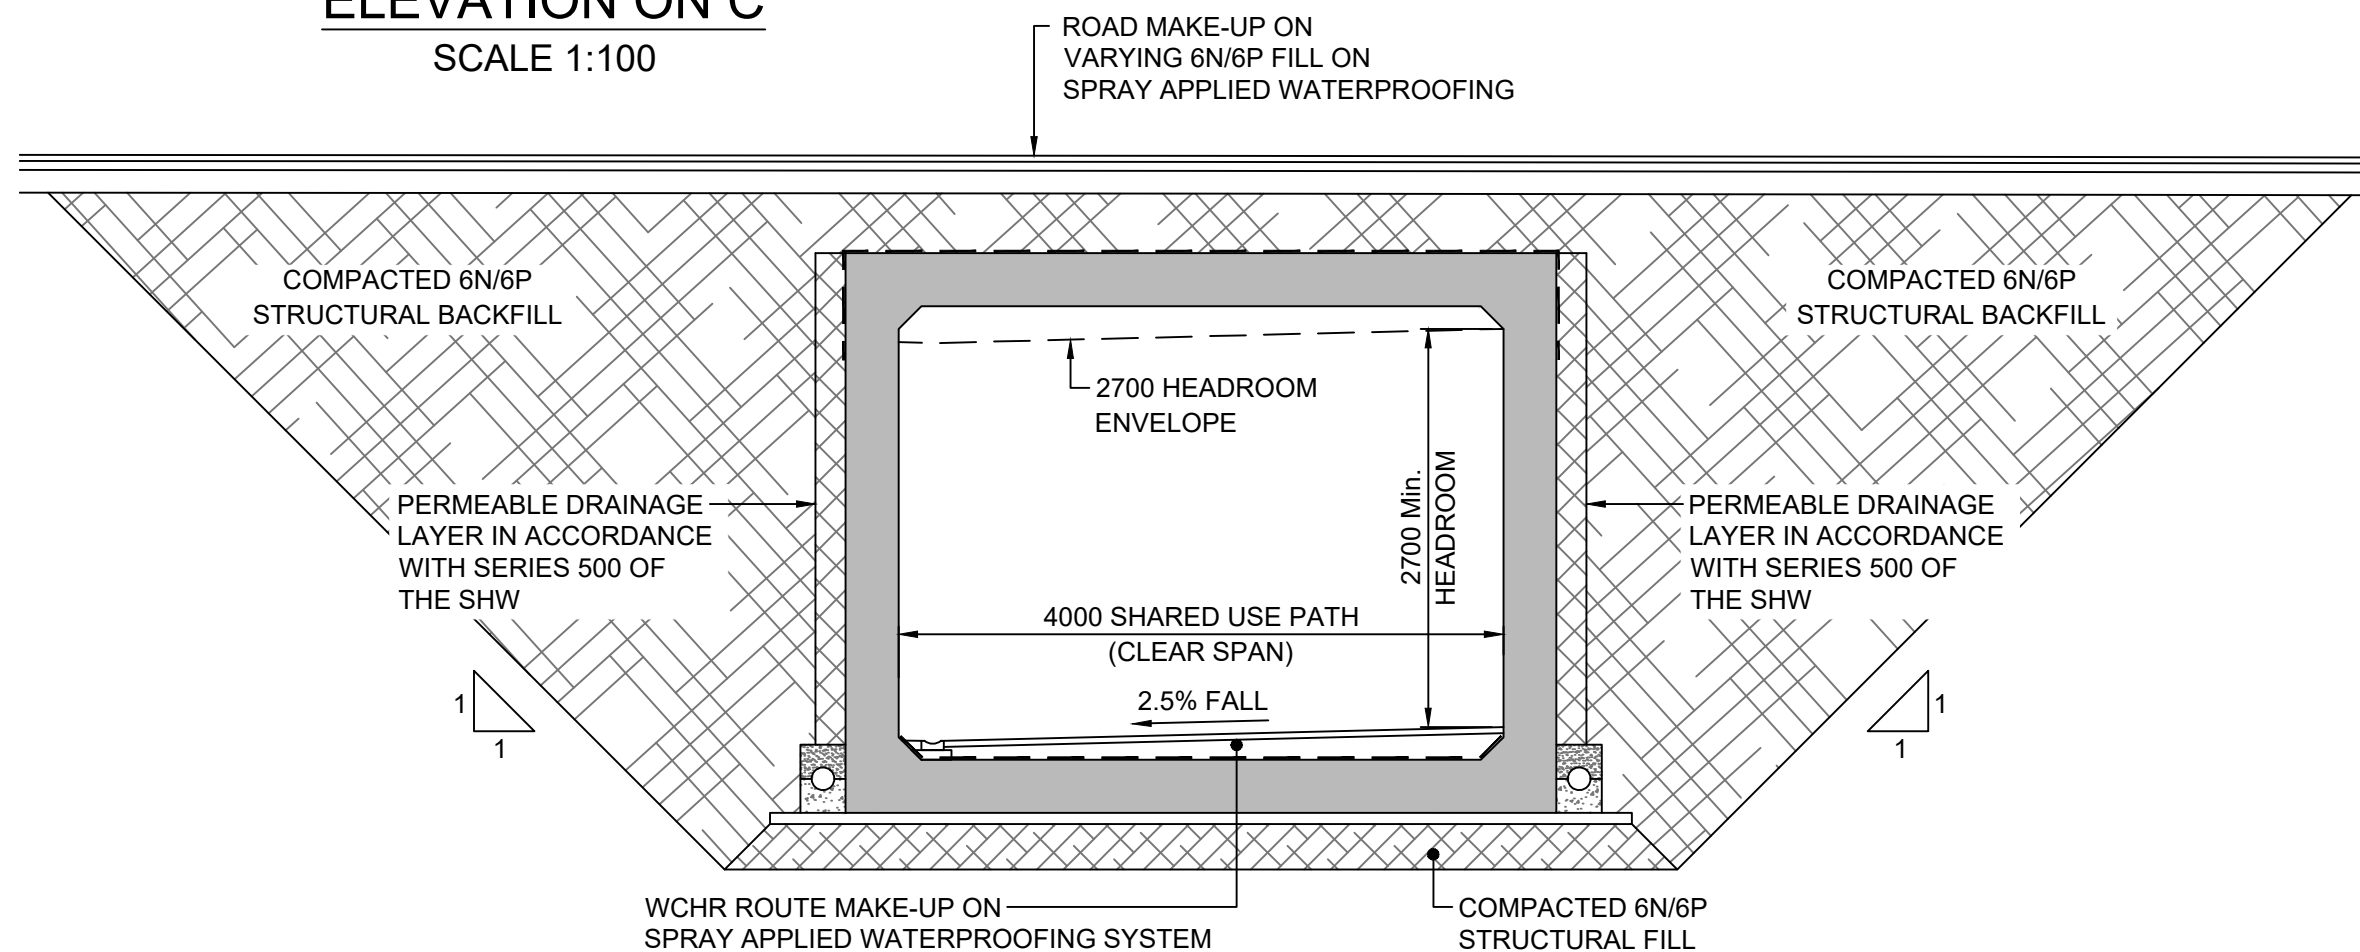 ELEVATION ON C
SCALE 1:100
ROAD MAKE-UP ON
VARYING 6N/6P FILL ON
SPRAY APPLIED WATERPROOFING
COMPACTED 6N/6P
STRUCTURAL BACKFILL
COMPACTED 6N/6P
STRUCTURAL BACKFILL
2700 HEADROOM
ENVELOPE
2700 Min.
HEADROOM
PERMEABLE DRAINAGE
LAYER IN ACCORDANCE
WITH SERIES 500 OF
THE SHW
PERMEABLE DRAINAGE
LAYER IN ACCORDANCE
WITH SERIES 500 OF
THE SHW
4000 SHARED USE PATH
(CLEAR SPAN)
2.5% FALL
1
1
1
1
WCHR ROUTE MAKE-UP ON
SPRAY APPLIED WATERPROOFING SYSTEM
COMPACTED 6N/6P
STRUCTURAL FILL